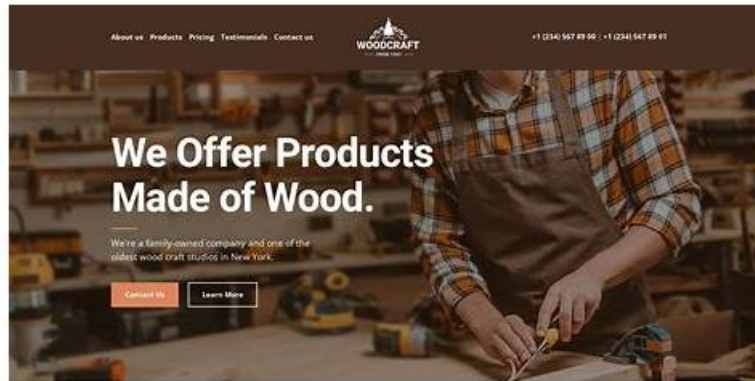 About us Products Pricing Testimonials Contact us
WOODCRAFT
+1 (234) 567 89 00 | +1 (234) 567 89 01
We Offer Products
Made of Wood.
We're a family-owned company and one of the
oldest wood craft studios in New York.
Contact Us Learn More